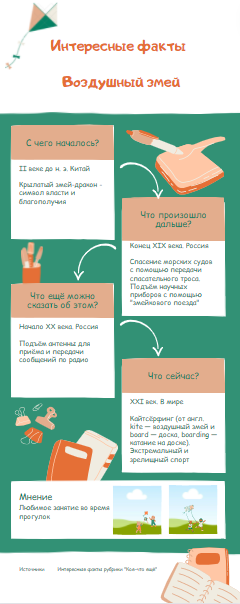 Интересные факты
Воздушный змей
С чего началось?
II веке до н. э. Китай
Крылатый змей-дракон -
символ власти и
благополучия
Что произошло
дальше?
Конец XIX века. Россия
Спасение морских судов
с помощью передачи
спасательного троса.
Подъём научных
приборов с помощью
"змейкового поезда"
Что ещё можно
сказать об этом?
Начало XX века. Россия
Подъём антенны для
приёма и передачи
сообщений по радио
Что сейчас?
XXI век. В мире
Кайтсёрфинг (от англ.
kite — воздушный змей и
board — доска, boarding —
катание на доске).
Экстремальный и
зрелищный спорт
Мнение
Любимое занятие во время
прогулок
Источники
Интересные факты рубрики "Кое-что ещё"